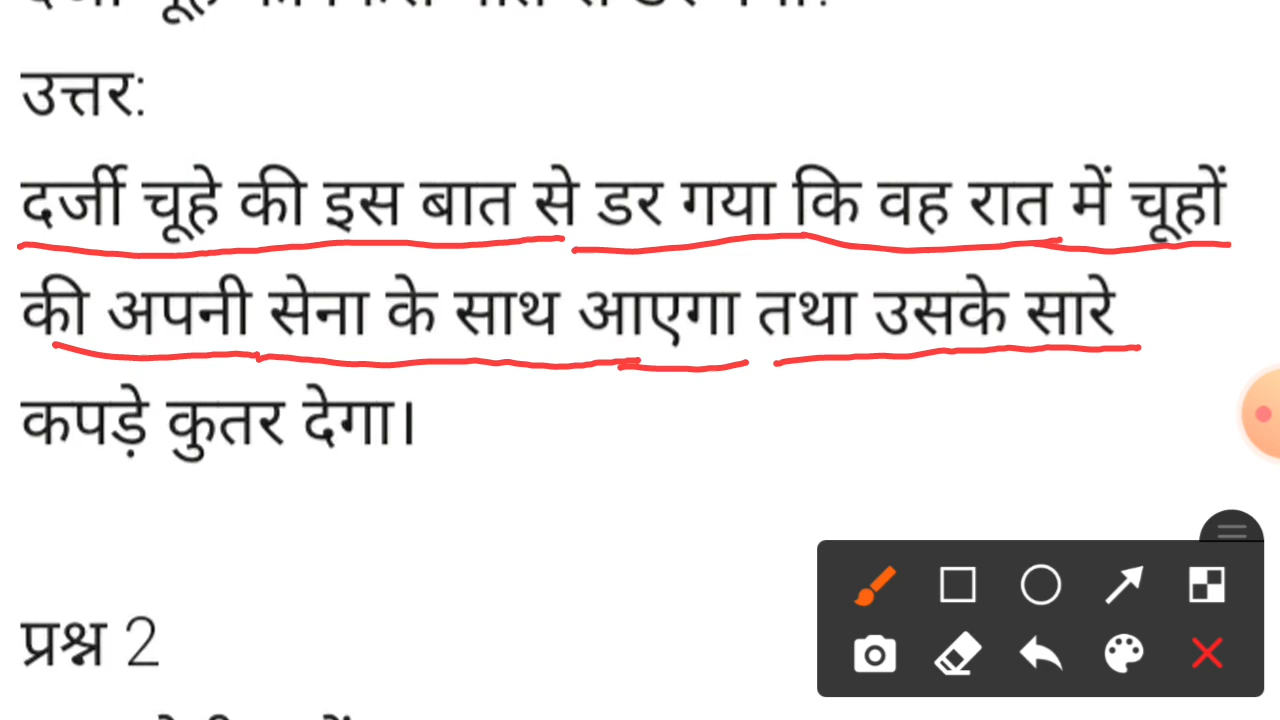 उत्तर:
दर्जी चूहे की इस बात से डर गया कि वह रात में चूहों
की अपनी सेना के साथ आएगा तथा उसके सारे
कपड़े कुतर देगा।
प्रश्न 2